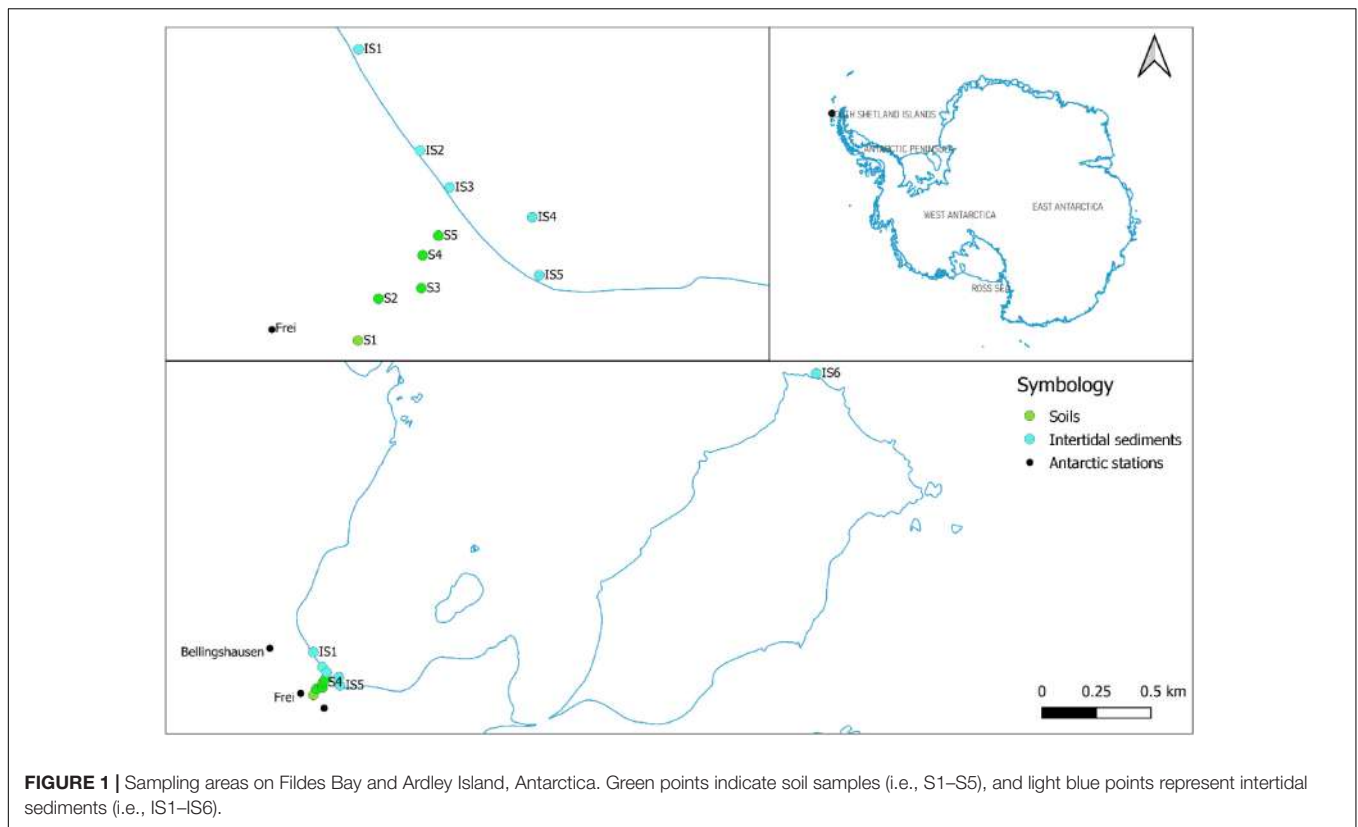 IS1
IS2
IS3
IS4
S5
S4
IS5
S3
S2
Frei
S1
SOUTH SHETLAND ISLANDS
ANTARCTIC PENINSULA
EAST ANTARCTICA
WEST ANTARCTICA
ROSS SEA
IS6
Symbology
Soils
Intertidal sediments
Antarctic stations
Bellingshausen
IS1
S4
IS5
Frei
0 0.25 0.5 km
FIGURE 1 | Sampling areas on Fildes Bay and Ardley Island, Antarctica. Green points indicate soil samples (i.e., S1–S5), and light blue points represent intertidal
sediments (i.e., IS1–IS6).